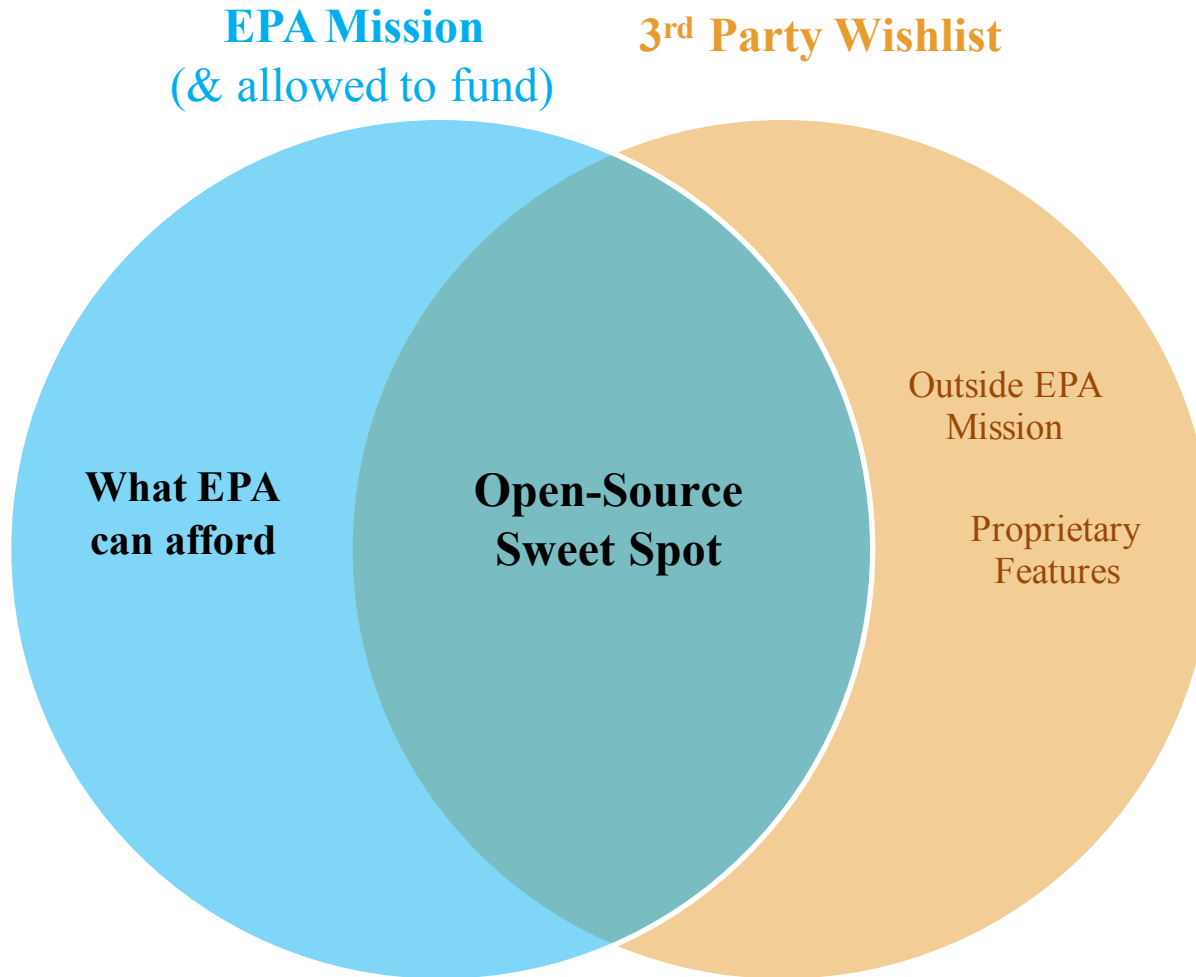 EPA Mission
(& allowed to fund)
3rd Party Wishlist
What EPA
can afford
Open-Source
Sweet Spot
Outside EPA
Mission
Proprietary
Features